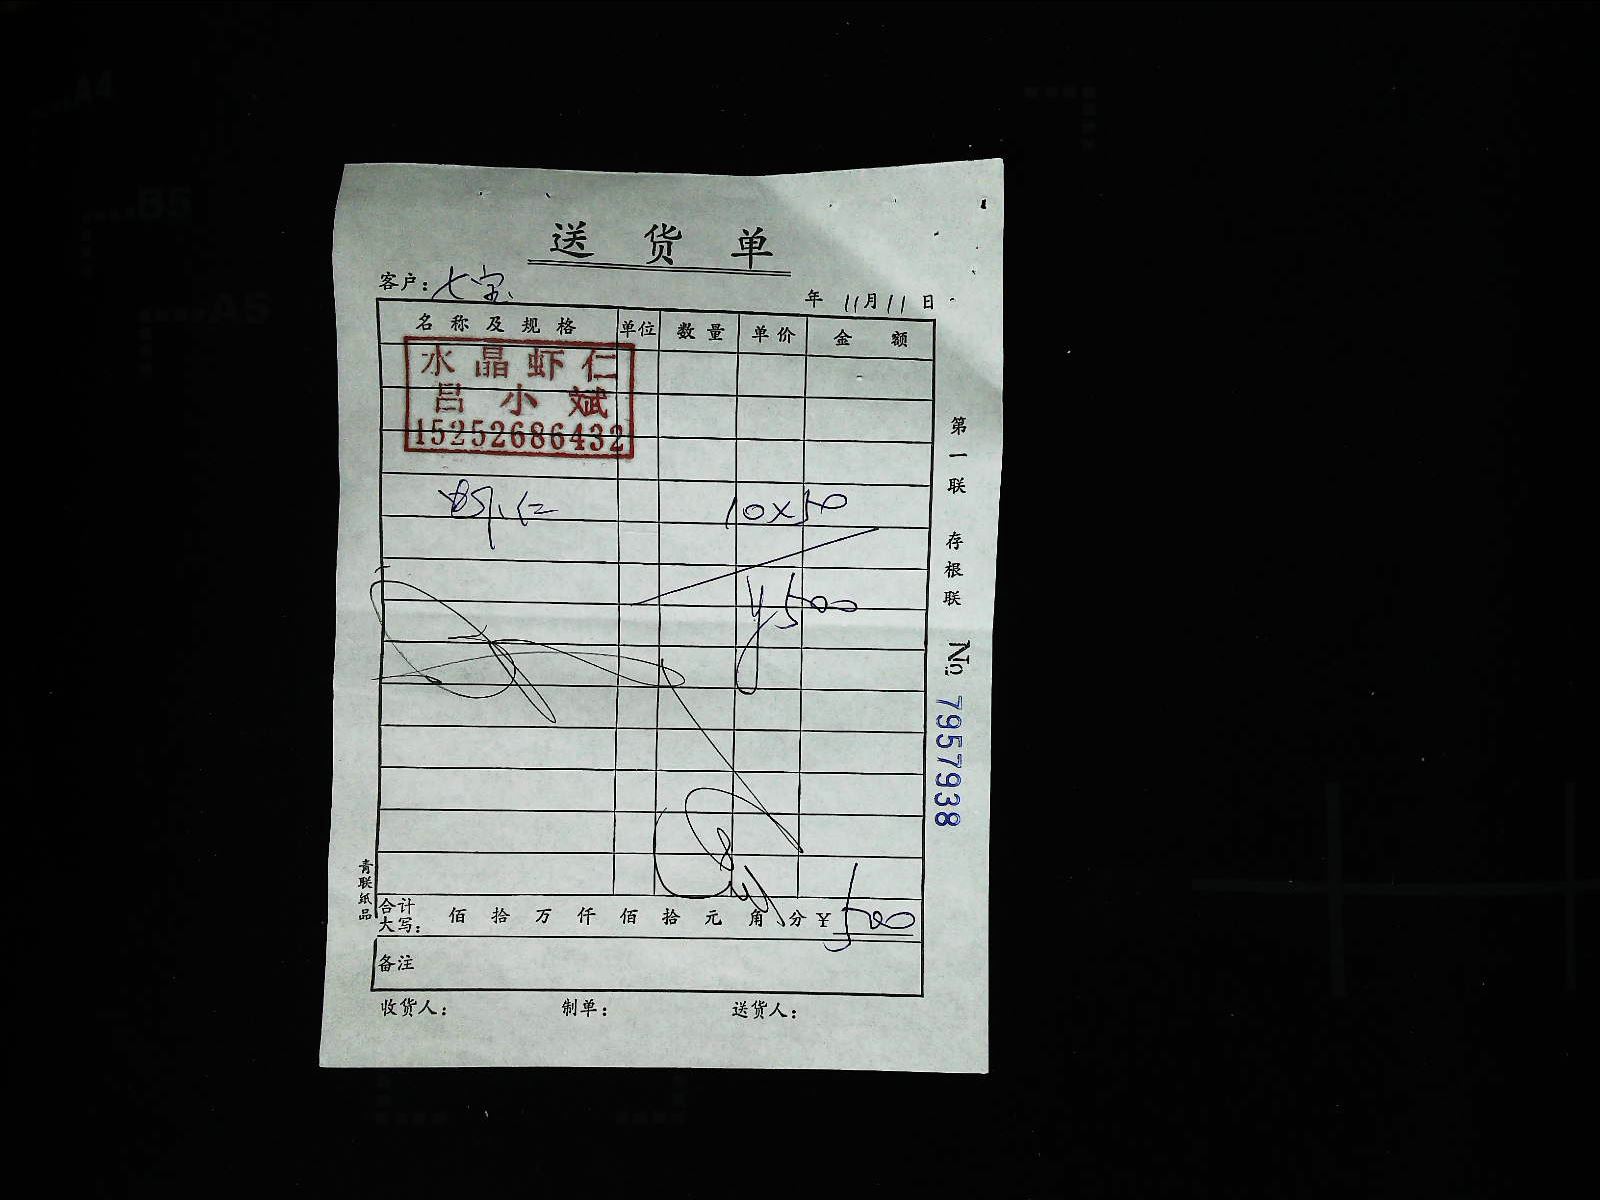 送货单
客户：七宝 年 11月11日
名称及规格 单位 数量 单价 金额
水晶虾仁
吕小斌
15252686432
虾仁 10×50
¥500
合计大写： 佰 拾 万 仟 佰 拾 元 角 分 ¥ 500
备注
收货人： 制单： 送货人：
第一联 存根联 № 7957938
青联纸品
A4
B5
A5